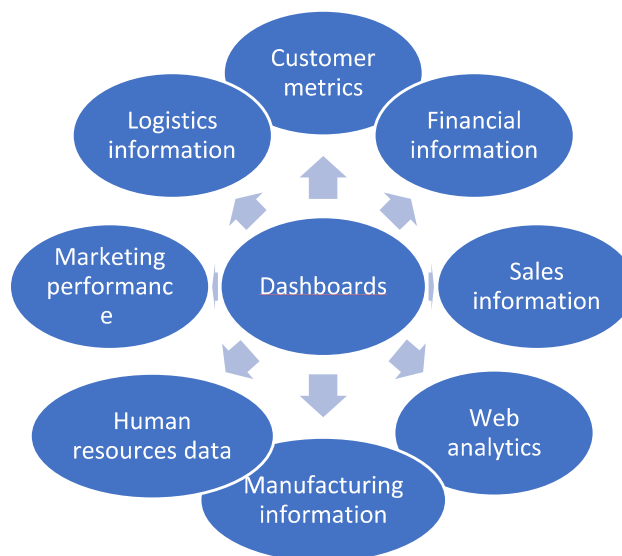 Customer
metrics
Financial
information
Sales
information
Web
analytics
Manufacturing
information
Human
resources data
Marketing
performanc
e
Logistics
information
Dashboards